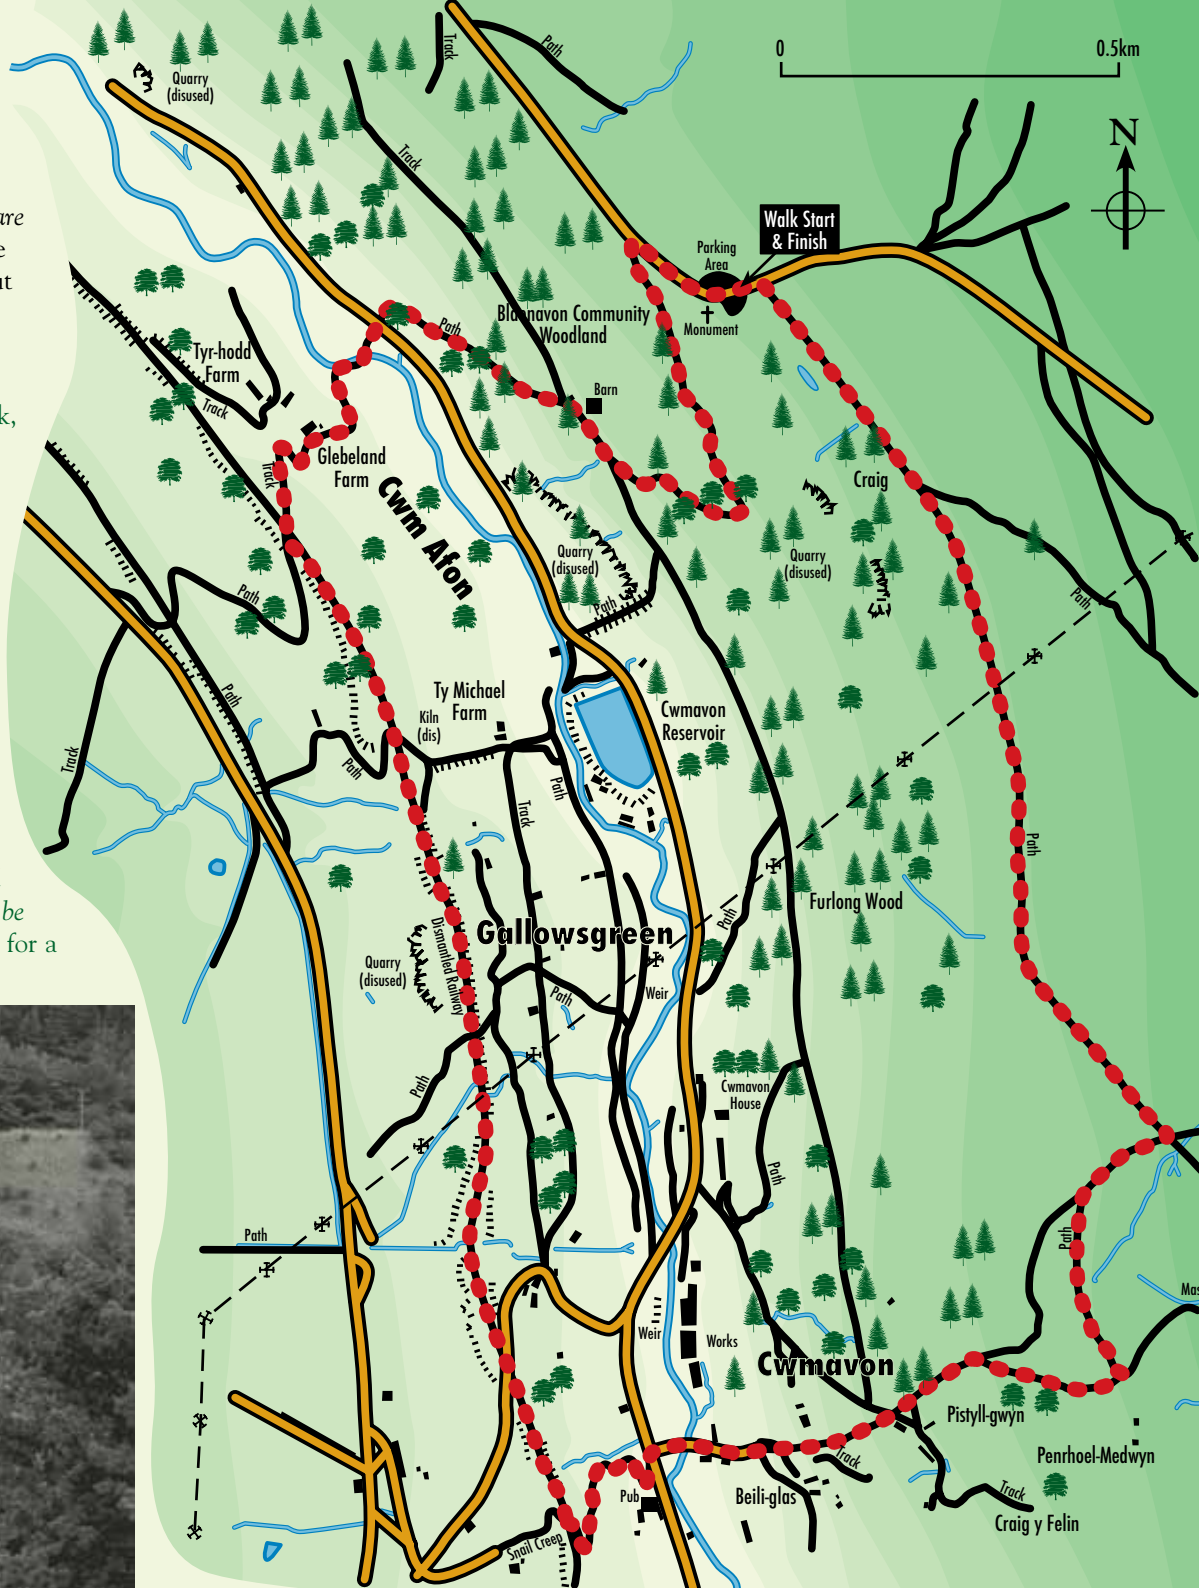 0 0.5km
N
Track
Path
Quarry
(disused)
Track
are
Walk Start
& Finish
Parking
Area
Monument
Blaenavon Community
Woodland
Path
Tyr-hodd
Farm
Track
Barn
k,
Glebeland
Farm
Track
Cwm Afon
Craig
Quarry
(disused)
Quarry
(disused)
Path
Path
Path
Path
Ty Michael
Farm
Kiln
(dis)
Cwmavon
Reservoir
Track
Path
Path
Track
Path
Furlong Wood
be
for a
Gallowsgreen
Path
Dismantled Railway
Quarry
(disused)
Weir
Path
Path
Cwmavon
House
Path
Path
Path
Mas
Weir
Works
Cwmavon
Pistyll-gwyn
Penrhoel-Medwyn
Track
Pub
Beili-glas
Track
Craig y Felin
Snail Creep